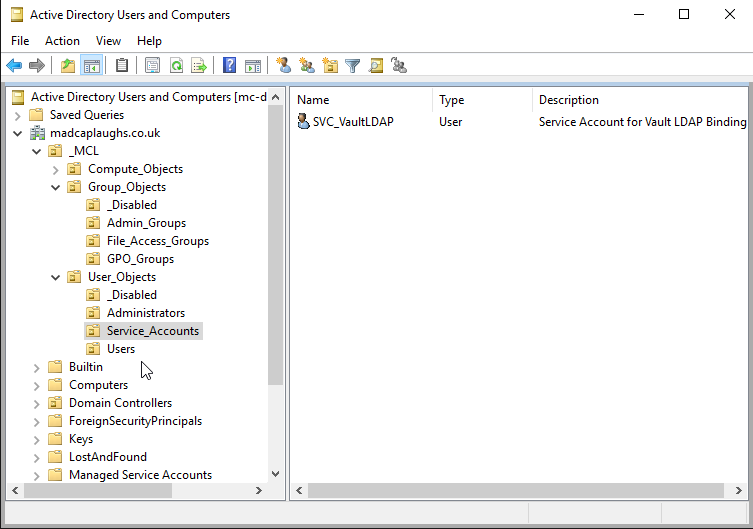 Active Directory Users and Computers
File Action View Help
Active Directory Users and Computers [mc-d
Saved Queries
madcaplaughs.co.uk
_MCL
Compute_Objects
Group_Objects
_Disabled
Admin_Groups
File_Access_Groups
GPO_Groups
User_Objects
_Disabled
Administrators
Service_Accounts
Users
Builtin
Computers
Domain Controllers
ForeignSecurityPrincipals
Keys
LostAndFound
Managed Service Accounts
Name Type Description
SVC_VaultLDAP User Service Account for Vault LDAP Binding